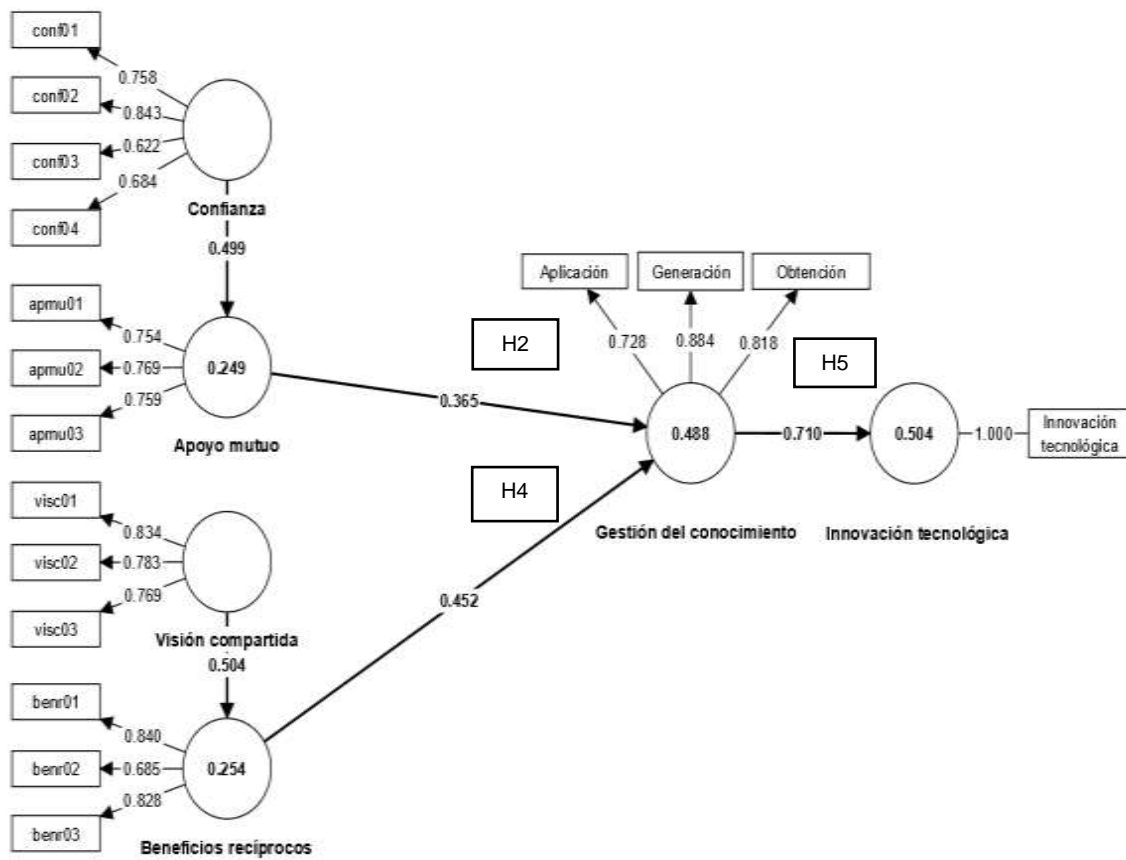 conf01
0.758
conf02
0.843
conf03
0.622
0.684
conf04
Confianza
0.499
apmu01
0.754
apmu02
0.769
0.249
0.759
apmu03
Apoyo mutuo
visc01
0.834
visc02
0.783
0.769
visc03
Visión compartida
0.504
benr01
0.840
benr02
0.685
0.254
0.828
benr03
Beneficios recíprocos
H2
0.365
H4
0.452
Aplicación
Generación
Obtención
0.728
0.884
0.818
H5
0.488
0.710
0.504
1.000
Innovación
tecnológica
Gestión del conocimiento
Innovación tecnológica